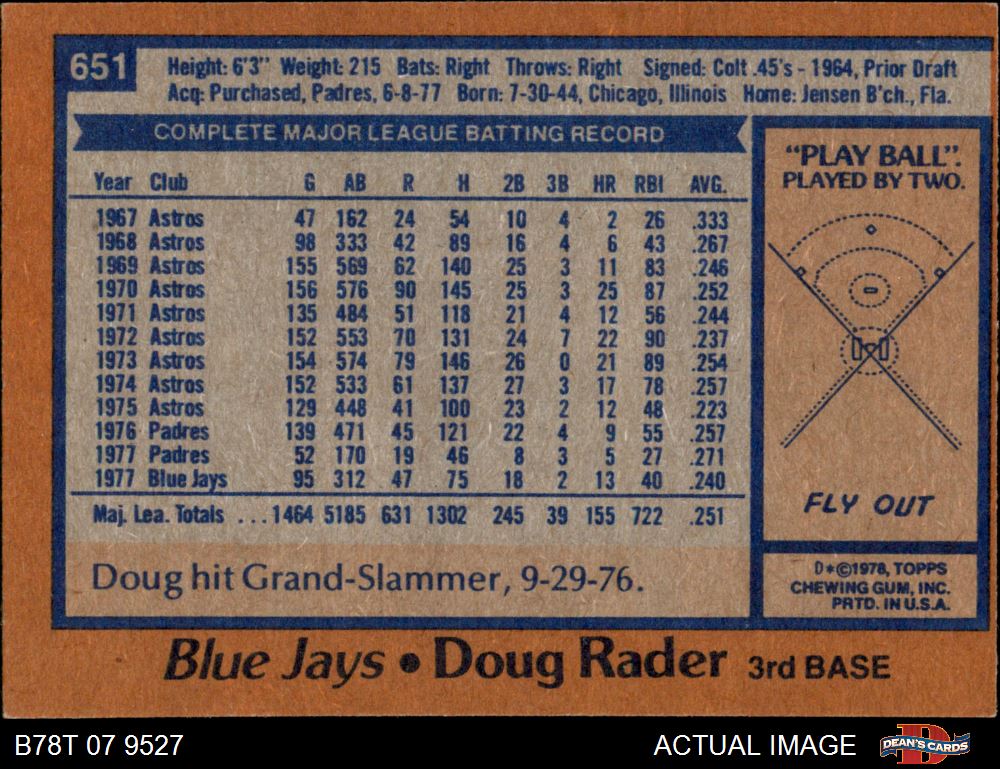 651
Height: 6'3" Weight: 215 Bats: Right Throws: Right Signed: Colt .45's - 1964, Prior Draft
Acq: Purchased, Padres, 6-8-77 Born: 7-30-44, Chicago, Illinois Home: Jensen B'ch., Fla.
COMPLETE MAJOR LEAGUE BATTING RECORD
Year Club G AB R H 2B 3B HR RBI AVG.
1967 Astros 47 162 24 54 10 4 2 26 .333
1968 Astros 98 333 42 89 16 4 6 43 .267
1969 Astros 155 569 62 140 25 3 11 83 .246
1970 Astros 156 576 90 145 25 3 25 87 .252
1971 Astros 135 484 51 118 21 4 12 56 .244
1972 Astros 152 553 70 131 24 7 22 90 .237
1973 Astros 154 574 79 146 26 0 21 89 .254
1974 Astros 152 533 61 137 27 3 17 78 .257
1975 Astros 129 448 41 100 23 2 12 48 .223
1976 Padres 139 471 45 121 22 4 9 55 .257
1977 Padres 52 170 19 46 8 3 5 27 .271
1977 Blue Jays 95 312 47 75 18 2 13 40 .240
Maj. Lea. Totals ... 1464 5185 631 1302 245 39 155 722 .251
Doug hit Grand-Slammer, 9-29-76.
"PLAY BALL".
PLAYED BY TWO.
FLY OUT
D*©1978, TOPPS
CHEWING GUM, INC.
PRTD. IN U.S.A.
Blue Jays • Doug Rader 3rd BASE
B78T 07 9527
ACTUAL IMAGE
D
DEAN'S CARDS